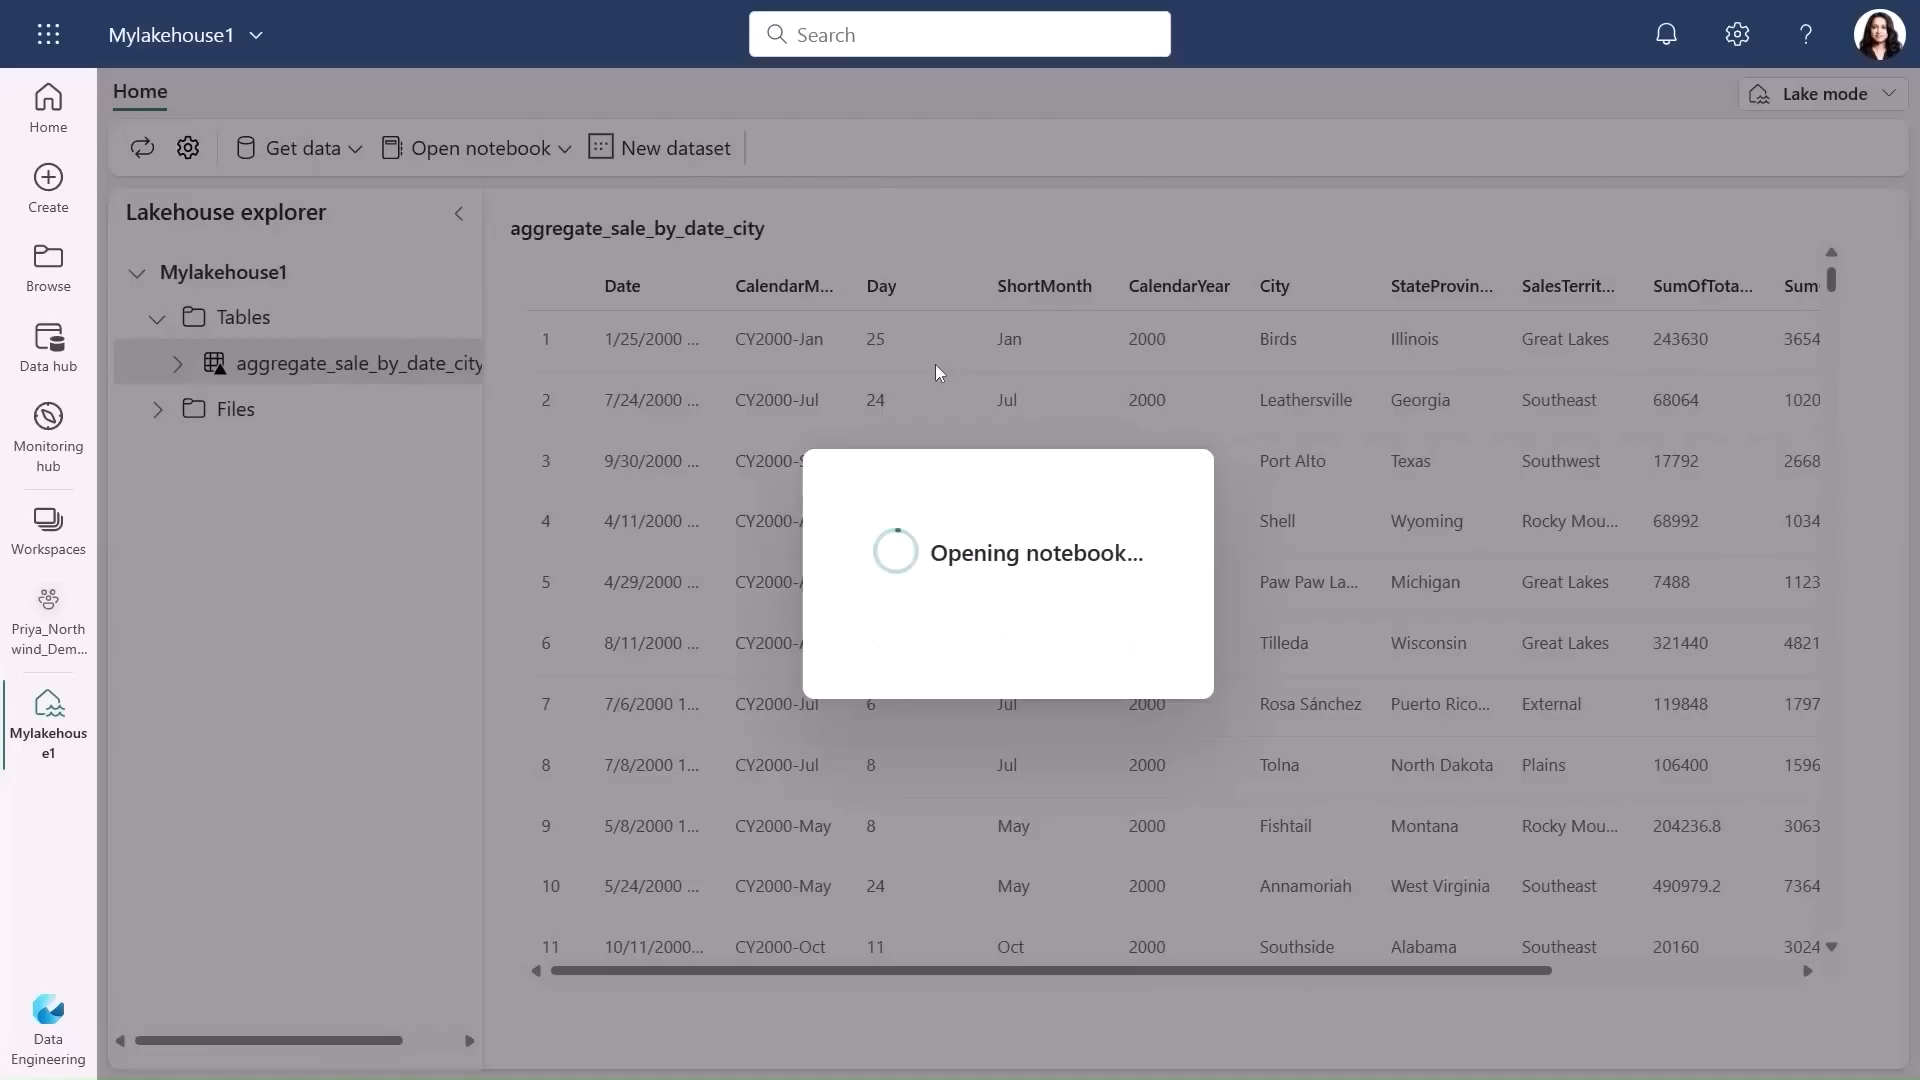 Mylakehouse1
Search
Home
Create
Browse
Data hub
Monitoring
hub
Workspaces
Priya_North
wind_Dem...
Mylakehous
e1
Data
Engineering
Home
Lake mode
Get data
Open notebook
New dataset
Lakehouse explorer
Mylakehouse1
Tables
aggregate_sale_by_date_city
Files
aggregate_sale_by_date_city
Date CalendarM... Day ShortMonth CalendarYear City StateProvin... SalesTerrit... SumOfTota... Sum
1 1/25/2000 ... CY2000-Jan 25 Jan 2000 Birds Illinois Great Lakes 243630 3654
2 7/24/2000 ... CY2000-Jul 24 Jul 2000 Leathersville Georgia Southeast 68064 1020
3 9/30/2000 ... CY2000-S Port Alto Texas Southwest 17792 2668
4 4/11/2000 ... CY2000-A Shell Wyoming Rocky Mou... 68992 1034
5 4/29/2000 ... CY2000-A Paw Paw La... Michigan Great Lakes 7488 1123
6 8/11/2000 ... CY2000-A Tilleda Wisconsin Great Lakes 321440 4821
7 7/6/2000 1... CY2000-Jul 6 Jul 2000 Rosa Sánchez Puerto Rico... External 119848 1797
8 7/8/2000 1... CY2000-Jul 8 Jul 2000 Tolna North Dakota Plains 106400 1596
9 5/8/2000 1... CY2000-May 8 May 2000 Fishtail Montana Rocky Mou... 204236.8 3063
10 5/24/2000 ... CY2000-May 24 May 2000 Annamoriah West Virginia Southeast 490979.2 7364
11 10/11/2000... CY2000-Oct 11 Oct 2000 Southside Alabama Southeast 20160 3024
Opening notebook...